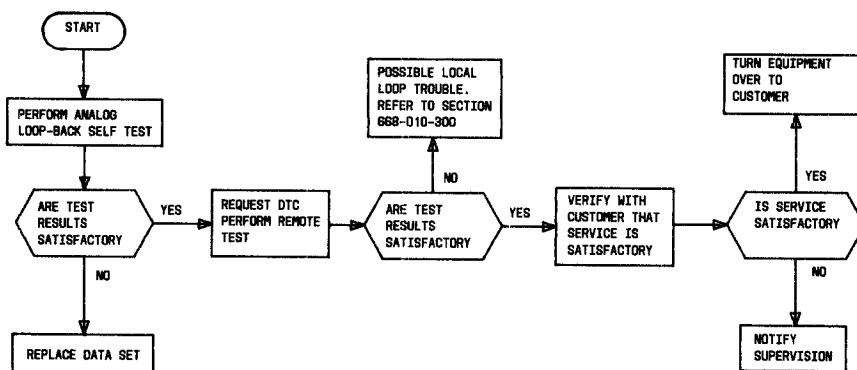 START
PERFORM ANALOG
LOOP-BACK SELF TEST
ARE TEST
RESULTS
SATISFACTORY
YES
NO
REPLACE DATA SET
REQUEST DTC
PERFORM REMOTE
TEST
POSSIBLE LOCAL
LOOP TROUBLE.
REFER TO SECTION
668-010-300
NO
ARE TEST
RESULTS
SATISFACTORY
YES
VERIFY WITH
CUSTOMER THAT
SERVICE IS
SATISFACTORY
TURN EQUIPMENT
OVER TO
CUSTOMER
YES
IS SERVICE
SATISFACTORY
NO
NOTIFY
SUPERVISION